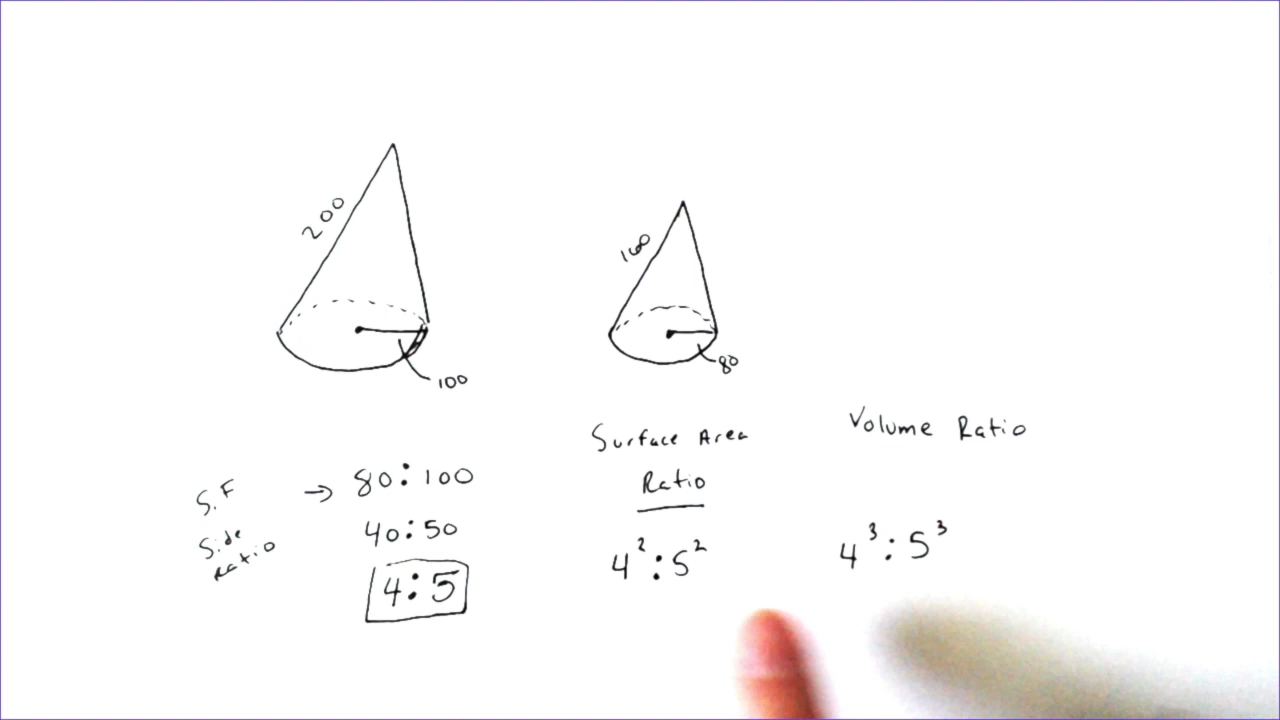 200
160
100
80
Surface Area
Ratio
Volume Ratio
S.F → 80:100
Side
Ratio
40:50
4:5
4²:5²
4³:5³